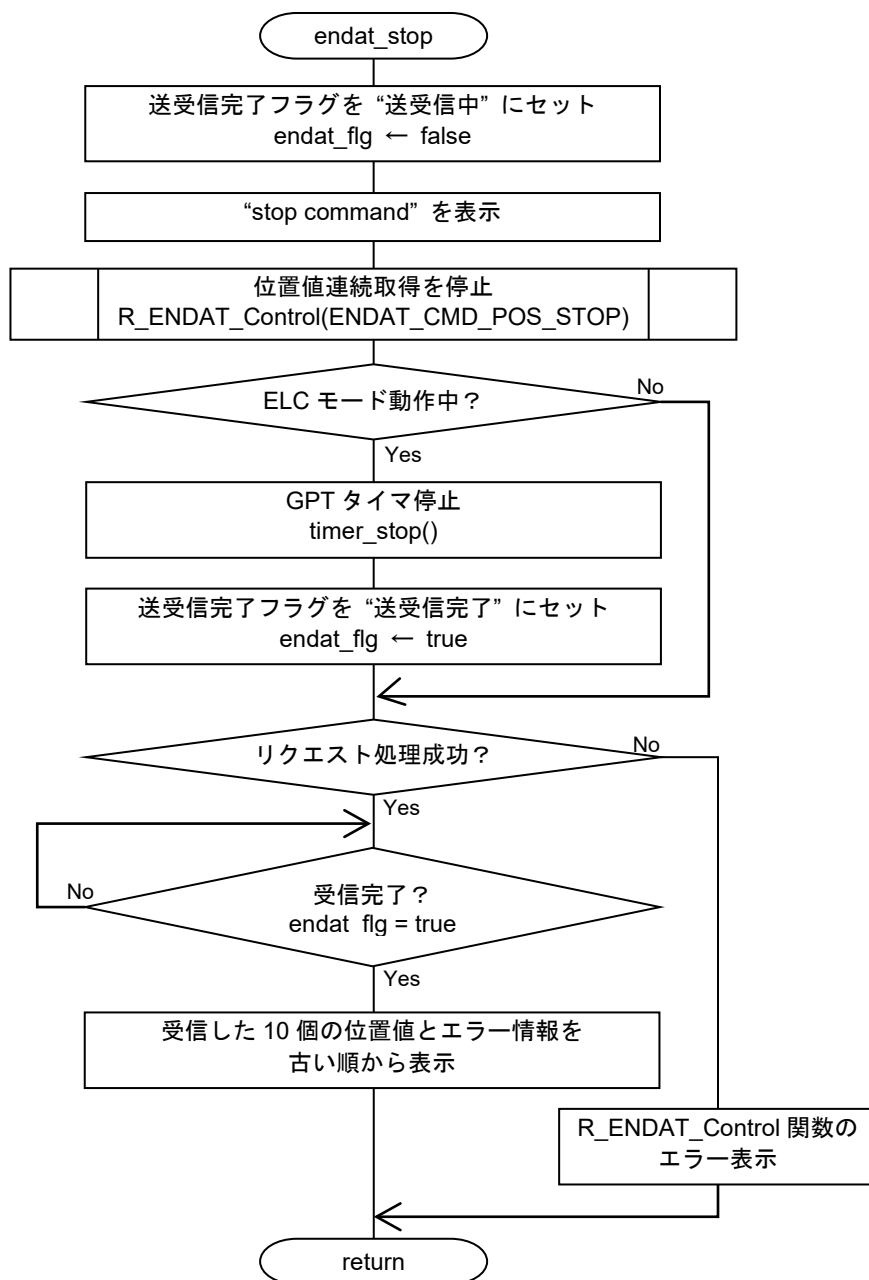 endat_stop
送受信完了フラグを “送受信中” にセット
endat_flg ← false
“stop command” を表示
位置値連続取得を停止
R_ENDAT_Control(ENDAT_CMD_POS_STOP)
ELC モード動作中？
No
Yes
GPT タイマ停止
timer_stop()
送受信完了フラグを “送受信完了” にセット
endat_flg ← true
リクエスト処理成功？
No
Yes
受信完了？
No
endat flg = true
Yes
受信した 10 個の位置値とエラー情報を
古い順から表示
R_ENDAT_Control 関数の
エラー表示
return